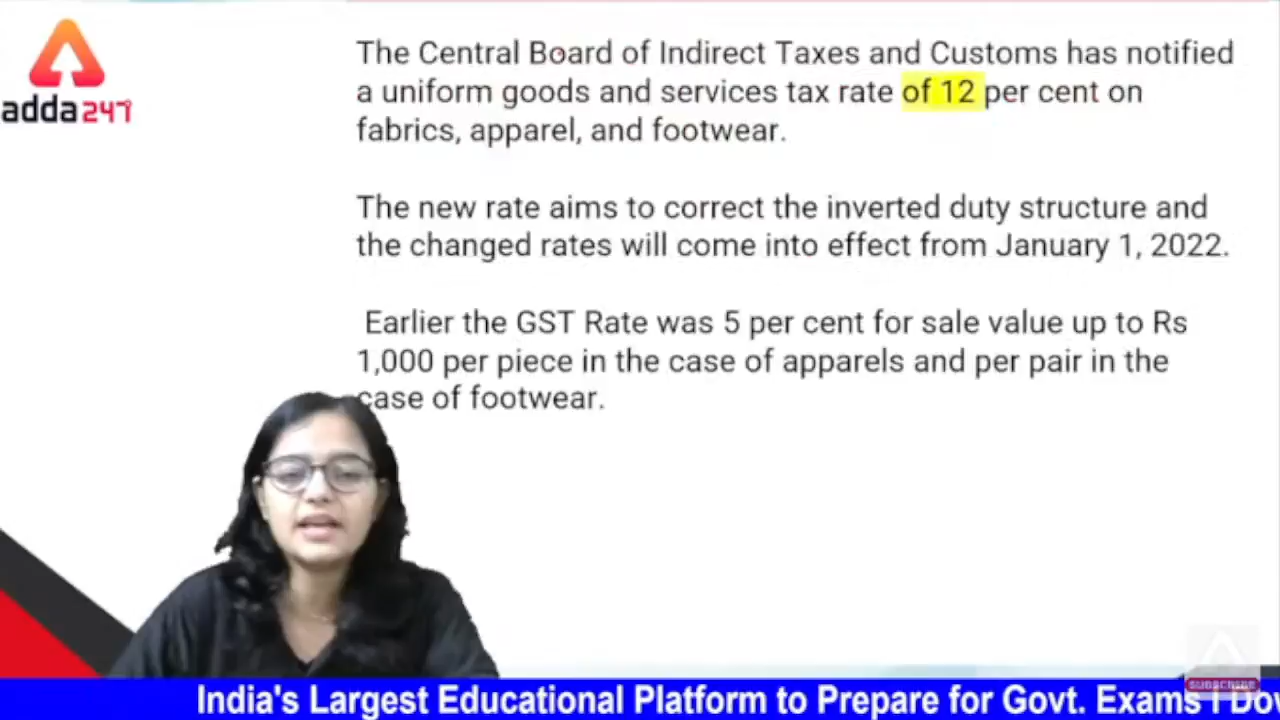 adda247
The Central Board of Indirect Taxes and Customs has notified
a uniform goods and services tax rate of 12 per cent on
fabrics, apparel, and footwear.
The new rate aims to correct the inverted duty structure and
the changed rates will come into effect from January 1, 2022.
Earlier the GST Rate was 5 per cent for sale value up to Rs
1,000 per piece in the case of apparels and per pair in the
case of footwear.
SUBSCRIBE
India's Largest Educational Platform to Prepare for Govt. Exams | Dov